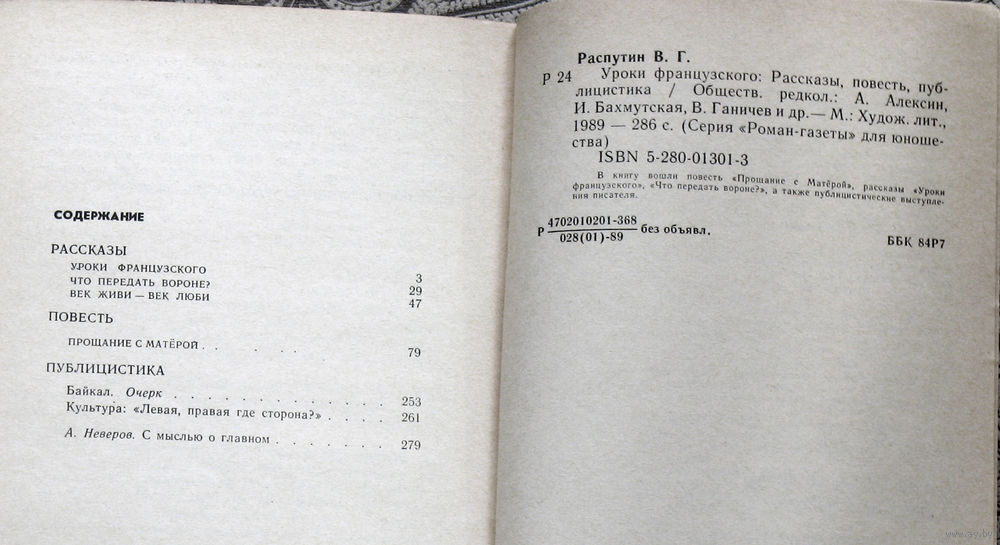 СОДЕРЖАНИЕ
РАССКАЗЫ
УРОКИ ФРАНЦУЗСКОГО 3
ЧТО ПЕРЕДАТЬ ВОРОНЕ? 29
ВЕК ЖИВИ — ВЕК ЛЮБИ 47
ПОВЕСТЬ
ПРОЩАНИЕ С МАТЁРОЙ . . . . 79
ПУБЛИЦИСТИКА
Байкал. Очерк . . . . . . . . . . . . . 253
Культура: «Левая, правая где сторона?» . . . . 261
А. Неверов. С мыслью о главном . . . . . . . 279
Распутин В. Г.
Р 24 Уроки французского: Рассказы, повесть, пуб-
лицистика / Обществ. редкол.: А. Алексин,
И. Бахмутская, В. Ганичев и др.— М.: Худож. лит.,
1989 — 286 с. (Серия «Роман-газеты» для юноше-
ства)
ISBN 5-280-01301-3
В книгу вошли повесть «Прощание с Матёрой», рассказы «Уроки
французского», «Что передать вороне?», а также публицистические выступле-
ния писателя.
Р 4702010201-368 без объявл.
028(01)-89
ББК 84Р7
www.ay.by